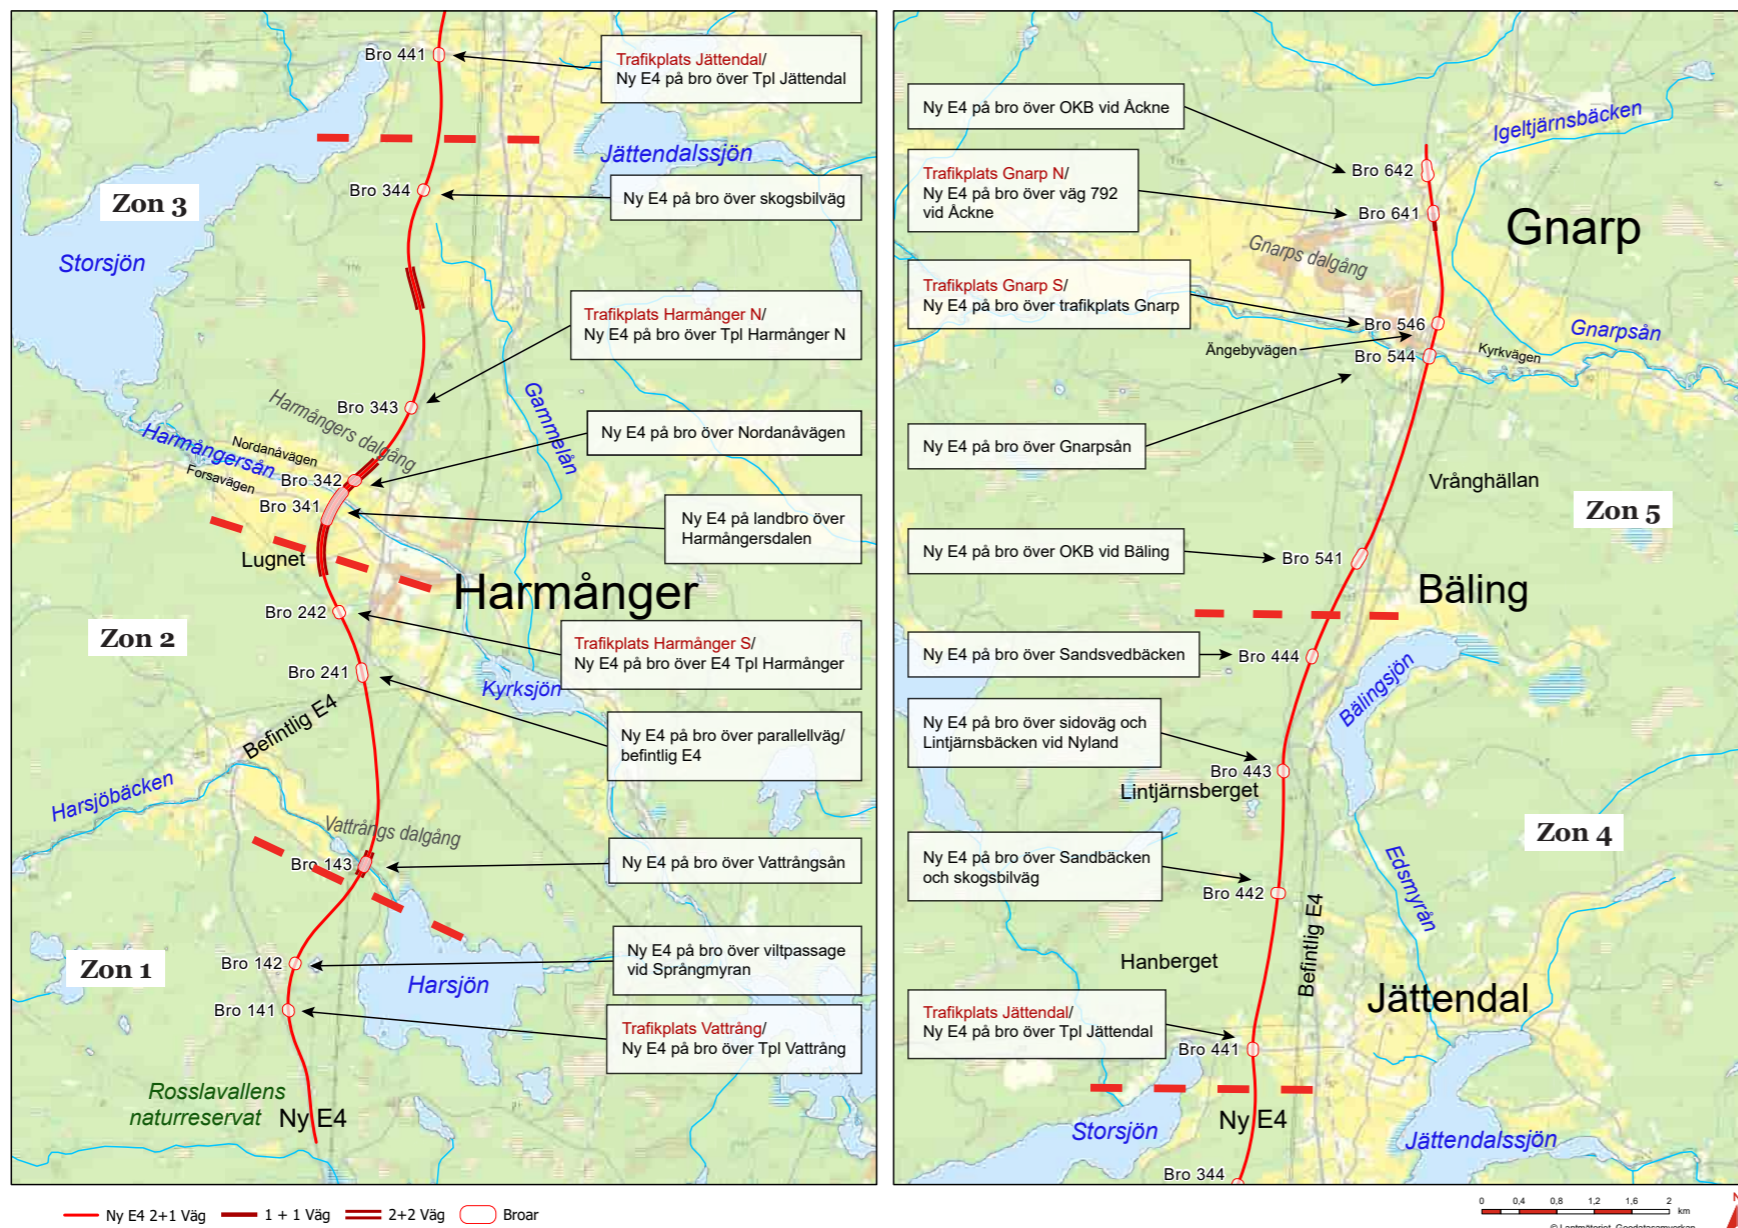 Bro 441
Trafikplats Jättendal/
Ny E4 på bro över Tpl Jättendal
Jättendalssjön
Bro 344
Ny E4 på bro över skogsbilväg
Zon 3
Storsjön
Trafikplats Harmånger N/
Ny E4 på bro över Tpl Harmånger N
Bro 343
Harmångers dalgång
Gammelån
Ny E4 på bro över Nordanåvägen
Nordanåvägen
Harmångersån
Forsavägen
Bro 342
Bro 341
Ny E4 på landbro över
Harmångersdalen
Lugnet
Harmånger
Bro 242
Zon 2
Trafikplats Harmånger S/
Ny E4 på bro över E4 Tpl Harmånger
Bro 241
Kyrksjön
Befintlig E4
Ny E4 på bro över parallellväg/
befintlig E4
Harsjöbäcken
Vattrångs dalgång
Bro 143
Ny E4 på bro över Vattrångsån
Zon 1
Bro 142
Ny E4 på bro över viltpassage
vid Språngmyran
Harsjön
Bro 141
Trafikplats Vattrång/
Ny E4 på bro över Tpl Vattrång
Rosslavallens
naturreservat
Ny E4
Ny E4 på bro över OKB vid Åckne
Igeltjärnsbäcken
Bro 642
Trafikplats Gnarp N/
Ny E4 på bro över väg 792
vid Åckne
Bro 641
Gnarp
Gnarps dalgång
Trafikplats Gnarp S/
Ny E4 på bro över trafikplats Gnarp
Bro 546
Gnarpsån
Ängebyvägen
Kyrkvägen
Bro 544
Ny E4 på bro över Gnarpsån
Vrånghällan
Zon 5
Ny E4 på bro över OKB vid Bäling
Bro 541
Bäling
Ny E4 på bro över Sandsvedbäcken
Bro 444
Bälingsjön
Ny E4 på bro över sidoväg och
Lintjärnsbäcken vid Nyland
Bro 443
Lintjärnsberget
Zon 4
Ny E4 på bro över Sandbäcken
och skogsbilväg
Bro 442
Edsmyrån
Befintlig E4
Hanberget
Jättendal
Trafikplats Jättendal/
Ny E4 på bro över Tpl Jättendal
Bro 441
Storsjön
Ny E4
Jättendalssjön
Bro 344
Ny E4 2+1 Väg
1 + 1 Väg
2+2 Väg
Broar
0 0,4 0,8 1,2 1,6 2
km
N
© Lantmäteriet, Geodatasamverkan